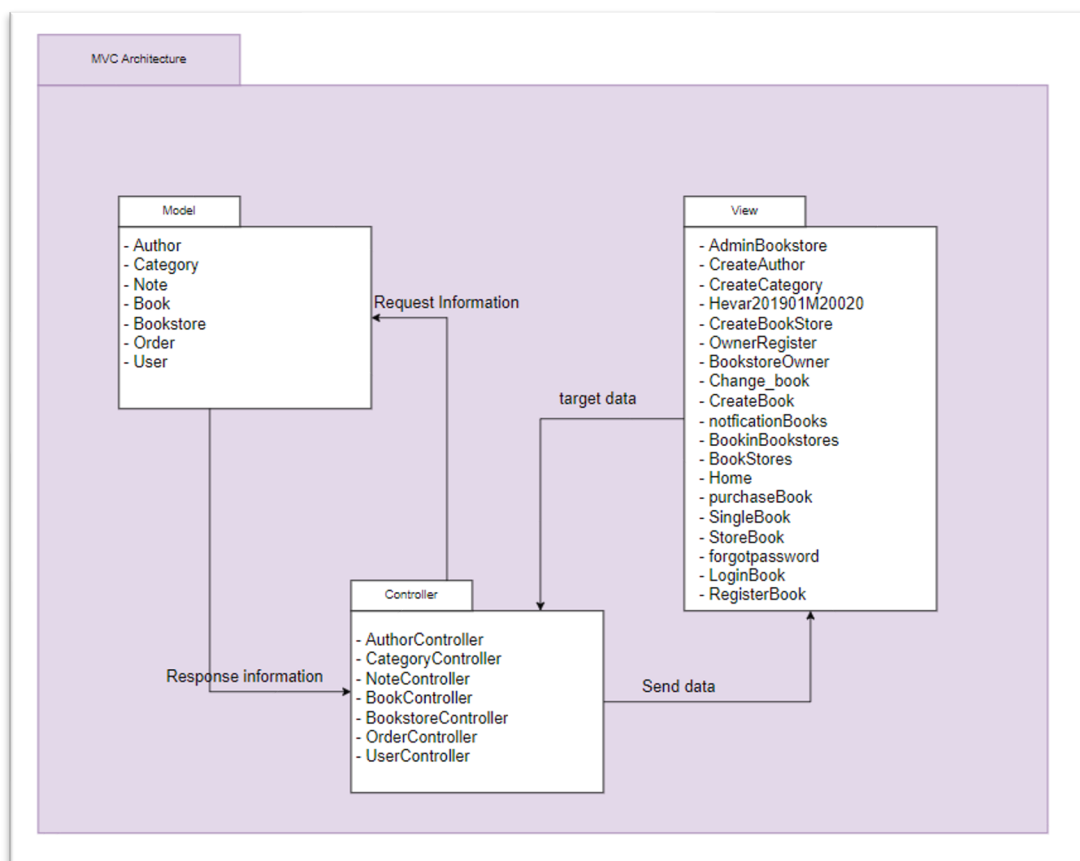 MVC Architecture
Model
- Author
- Category
- Note
- Book
- Bookstore
- Order
- User
Request Information
View
- AdminBookstore
- CreateAuthor
- CreateCategory
- Hevar201901M20020
- CreateBookStore
- OwnerRegister
- BookstoreOwner
- Change_book
- CreateBook
- notficationBooks
- BookinBookstores
- BookStores
- Home
- purchaseBook
- SingleBook
- StoreBook
- forgotpassword
- LoginBook
- RegisterBook
target data
Controller
- AuthorController
- CategoryController
- NoteController
- BookController
- BookstoreController
- OrderController
- UserController
Response information
Send data